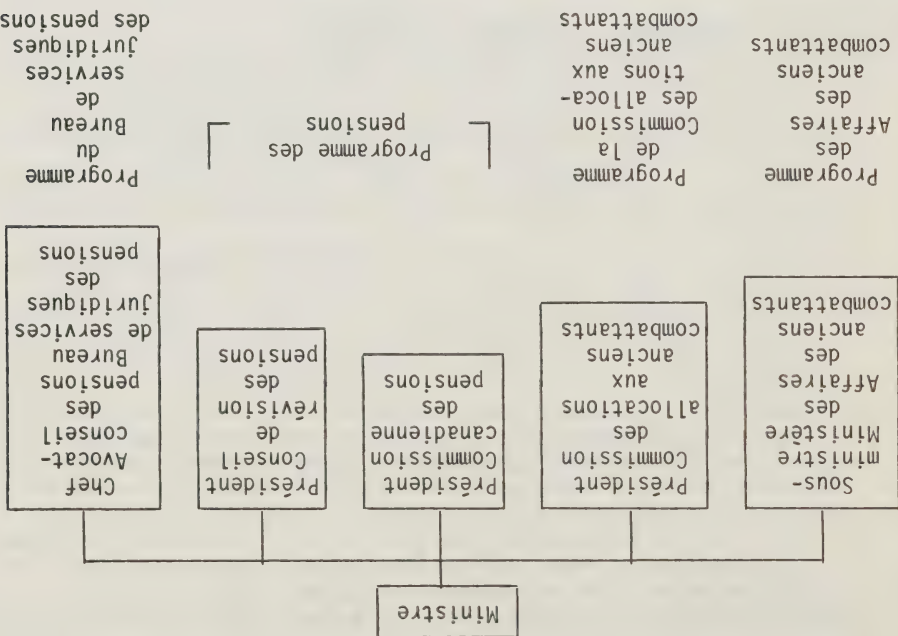 Ministre
Sous-
ministre
Ministère
des
Affaires
des
anciens
combattants
Président
Commission
des
allocations
aux
anciens
combattants
Président
Commission
canadienne
des
pensions
Président
Conseil
de
révision
des
pensions
Chef
Avocat-
conseil
des
pensions
Bureau
de services
juridiques
des
pensions
Programme
des
Affaires
des
anciens
combattants
Programme
de la
Commission
des alloca-
tions aux
anciens
combattants
Programme des
pensions
Programme
du
Bureau
de
services
juridiques
des pensions